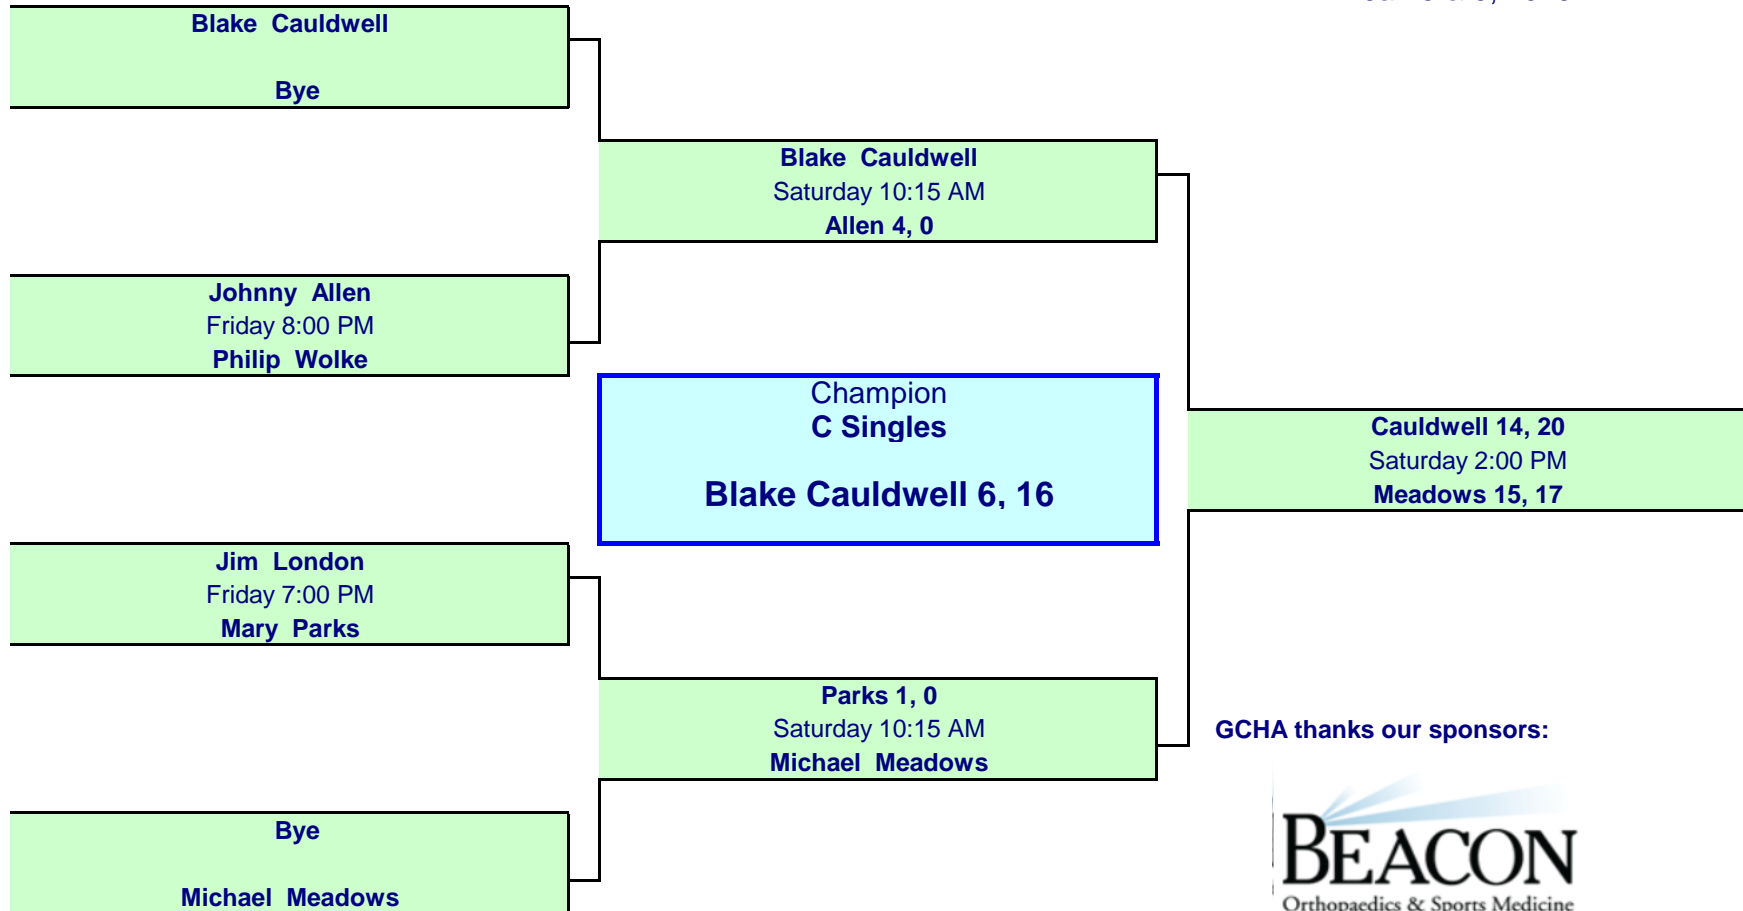 Blake Cauldwell
Bye
Blake Cauldwell
Saturday 10:15 AM
Allen 4, 0
Johnny Allen
Friday 8:00 PM
Philip Wolke
Champion
C Singles
Blake Cauldwell 6, 16
Cauldwell 14, 20
Saturday 2:00 PM
Meadows 15, 17
Jim London
Friday 7:00 PM
Mary Parks
Parks 1, 0
Saturday 10:15 AM
Michael Meadows
GCHA thanks our sponsors:
Bye
Michael Meadows
BEACON
Orthopaedics & Sports Medicine